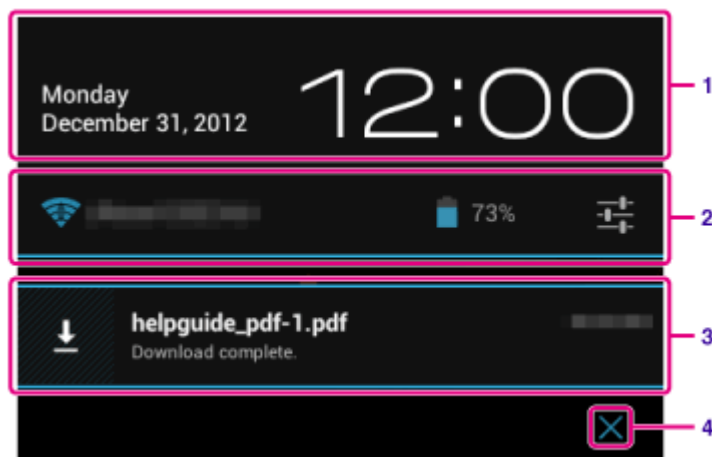 Monday
December 31, 2012
12:00
1
73%
2
helpguide_pdf-1.pdf
Download complete.
3
4